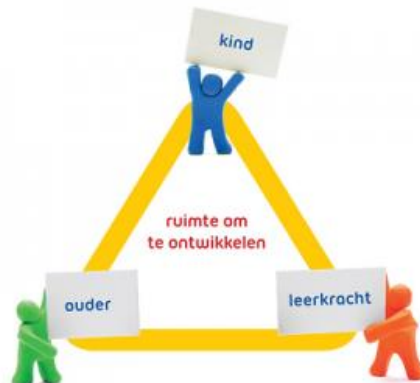 kind
ruimte om
te ontwikkelen
ouder
leerkracht